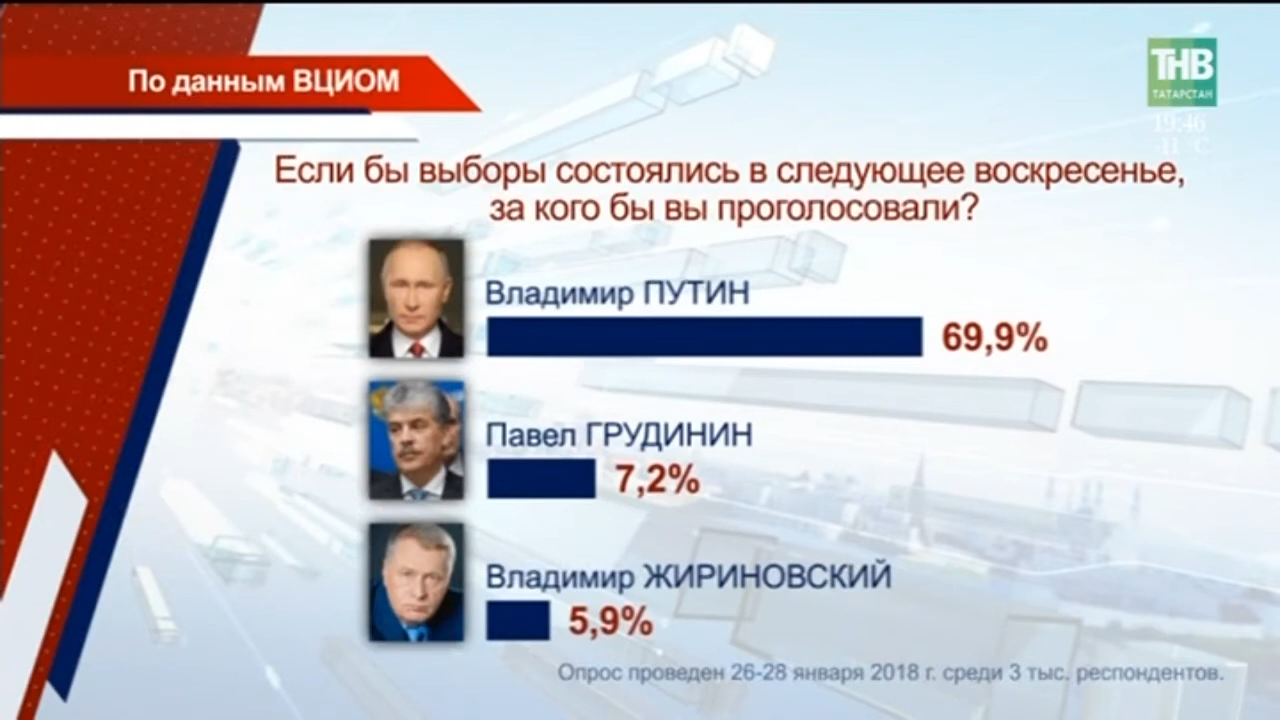 По данным ВЦИОМ
ТНВ
ТАТАРСТАН
19:46
-11 °C
Если бы выборы состоялись в следующее воскресенье,
за кого бы вы проголосовали?
Владимир ПУТИН
69,9%
Павел ГРУДИНИН
7,2%
Владимир ЖИРИНОВСКИЙ
5,9%
Опрос проведен 26-28 января 2018 г. среди 3 тыс. респондентов.